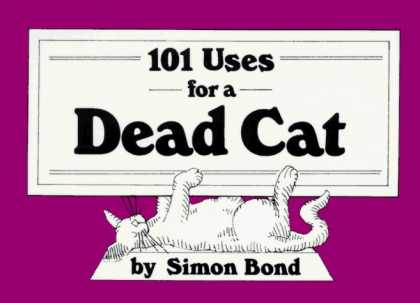 101 Uses
for a
Dead Cat
by Simon Bond